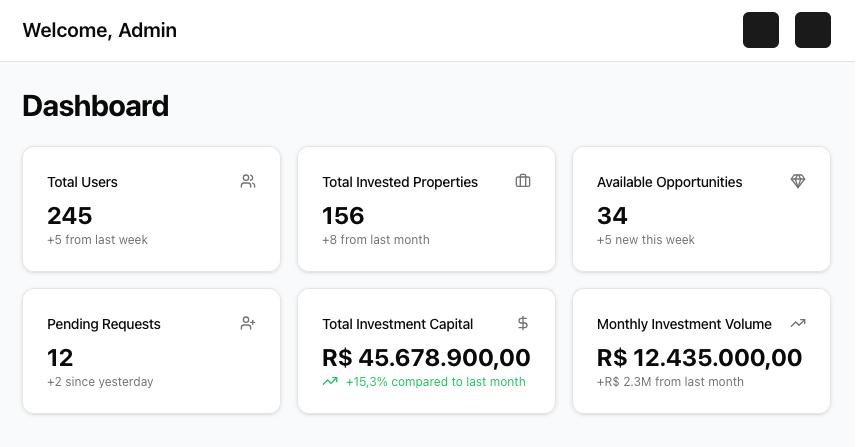 Welcome, Admin
Dashboard
Total Users
245
+5 from last week
Total Invested Properties
156
+8 from last month
Available Opportunities
34
+5 new this week
Pending Requests
12
+2 since yesterday
Total Investment Capital
R$ 45.678.900,00
+15,3% compared to last month
Monthly Investment Volume
R$ 12.435.000,00
+R$ 2.3M from last month